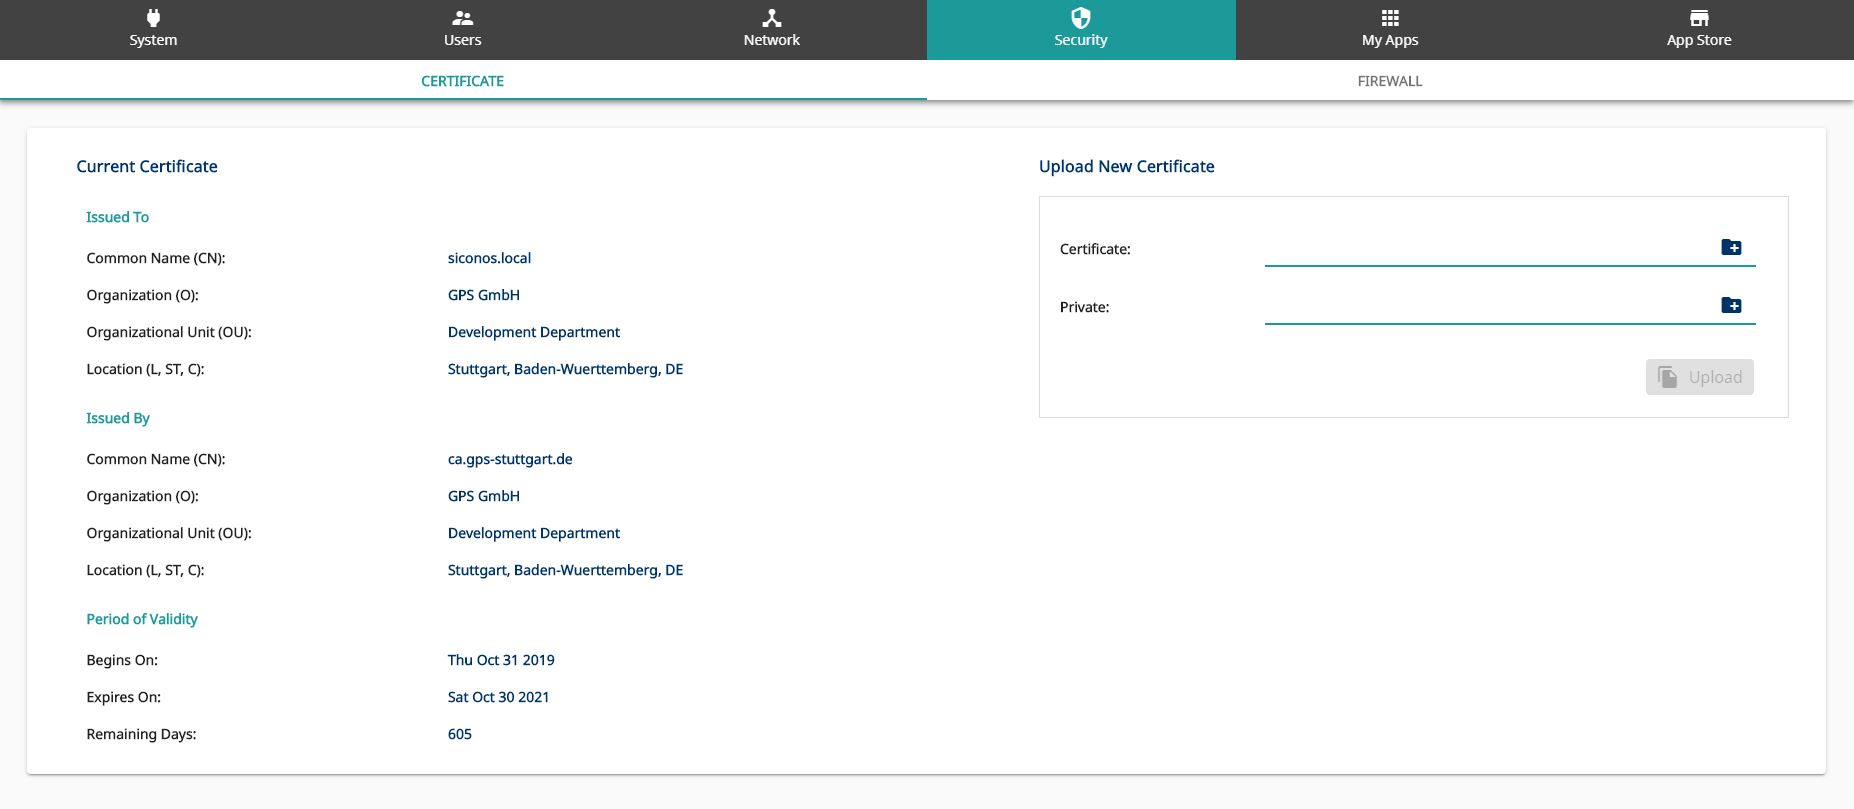 System Users Network Security My Apps App Store
CERTIFICATE FIREWALL
Current Certificate
Issued To
Common Name (CN): siconos.local
Organization (O): GPS GmbH
Organizational Unit (OU): Development Department
Location (L, ST, C): Stuttgart, Baden-Wuerttemberg, DE
Issued By
Common Name (CN): ca.gps-stuttgart.de
Organization (O): GPS GmbH
Organizational Unit (OU): Development Department
Location (L, ST, C): Stuttgart, Baden-Wuerttemberg, DE
Period of Validity
Begins On: Thu Oct 31 2019
Expires On: Sat Oct 30 2021
Remaining Days: 605
Upload New Certificate
Certificate:
Private:
Upload